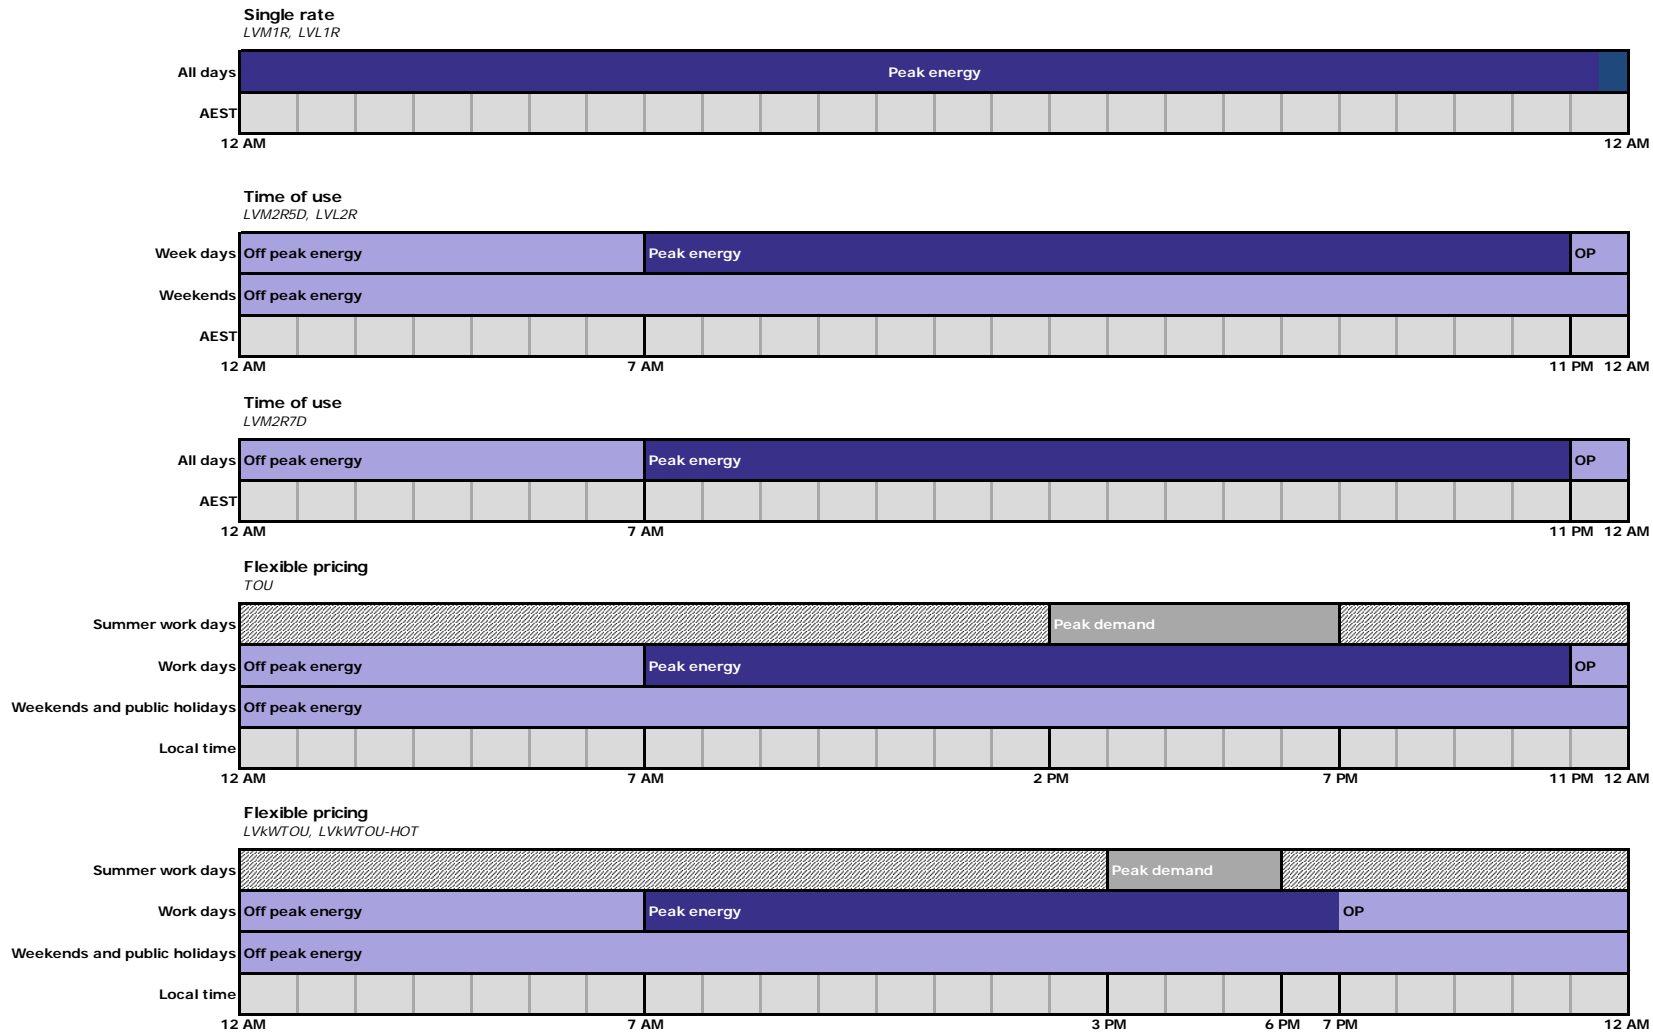 Single rate
LVM1R, LVL1R
All days Peak energy
AEST
12 AM 12 AM
Time of use
LVM2R5D, LVL2R
Week days Off peak energy Peak energy OP
Weekends Off peak energy
AEST
12 AM 7 AM 11 PM 12 AM
Time of use
LVM2R7D
All days Off peak energy Peak energy OP
AEST
12 AM 7 AM 11 PM 12 AM
Flexible pricing
TOU
Summer work days Peak demand
Work days Off peak energy Peak energy OP
Weekends and public holidays Off peak energy
Local time
12 AM 7 AM 2 PM 7 PM 11 PM 12 AM
Flexible pricing
LVkWTOU, LVkWTOU-HOT
Summer work days Peak demand
Work days Off peak energy Peak energy OP
Weekends and public holidays Off peak energy
Local time
12 AM 7 AM 3 PM 6 PM 7 PM 12 AM